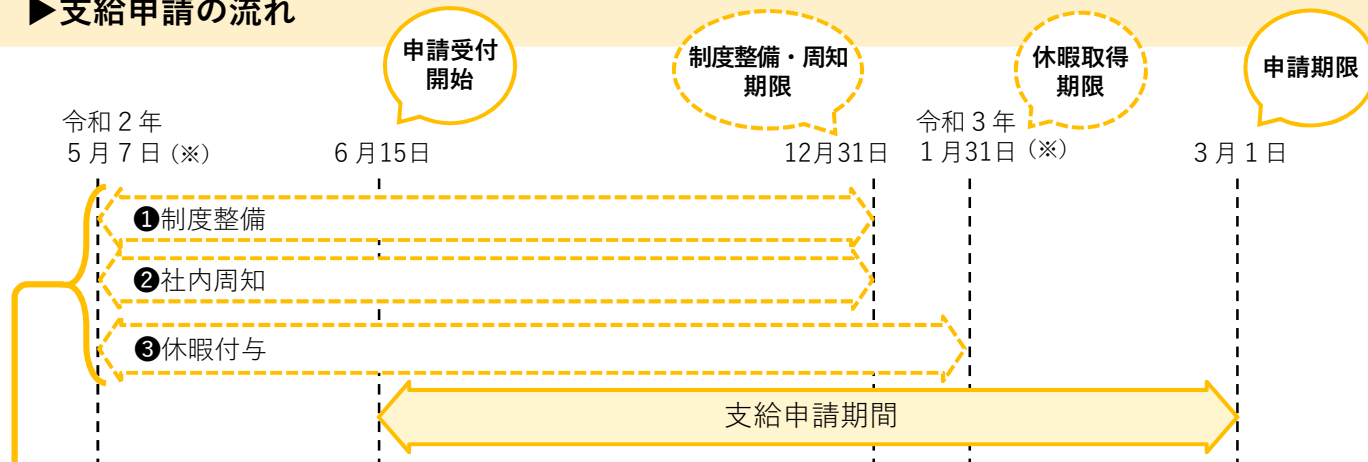 ▶支給申請の流れ
申請受付
開始
制度整備・周知
期限
休暇取得
期限
申請期限
令和２年
５月７日（※）
６月15日
12月31日
令和３年
１月31日（※）
３月１日
❶制度整備
❷社内周知
❸休暇付与
支給申請期間